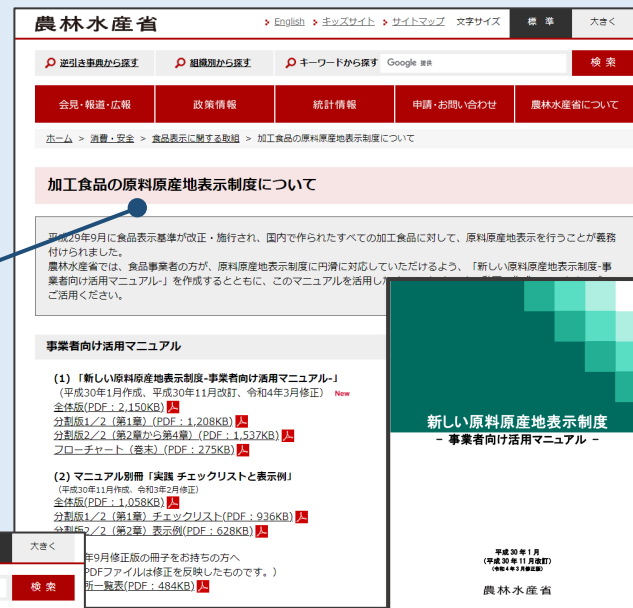 農林水産省
English キッズサイト サイトマップ 文字サイズ 標準 大きく
逆引き事典から探す 組織別から探す キーワードから探す Google 提供 検索
会見・報道・広報 政策情報 統計情報 申請・お問い合わせ 農林水産省について
ホーム > 消費・安全 > 食品表示に関する取組 > 加工食品の原料原産地表示制度について
加工食品の原料原産地表示制度について
平成29年9月に食品表示基準が改正・施行され、国内で作られたすべての加工食品に対して、原料原産地表示を行うことが義務
付けられました。
農林水産省では、食品事業者の方が、原料原産地表示制度に円滑に対応していただけるよう、「新しい原料原産地表示制度-事
業者向け活用マニュアル-」を作成するとともに、このマニュアルを活用し
ご活用ください。
事業者向け活用マニュアル
(1)「新しい原料原産地表示制度-事業者向け活用マニュアル-」
(平成30年1月作成、平成30年11月改訂、令和4年3月修正) New
全体版(PDF : 2,150KB)
分割版1/2(第1章)(PDF : 1,208KB)
分割版2/2(第2章から第4章)(PDF : 1,537KB)
フローチャート(巻末)(PDF : 275KB)
(2) マニュアル別冊「実践 チェックリストと表示例」
(平成30年11月作成、令和3年2月修正)
全体版(PDF : 1,058KB)
分割版1/2(第1章)チェックリスト(PDF : 936KB)
分割版2/2(第2章)表示例(PDF : 628KB)
年9月修正版の冊子をお持ちの方へ
PDFファイルは修正を反映したものです。)
所一覧表(PDF : 484KB)
大きく
検索
新しい原料原産地表示制度
- 事業者向け活用マニュアル -
平成30年1月
(平成30年11月改訂)
(令和4年3月修正版)
農林水産省